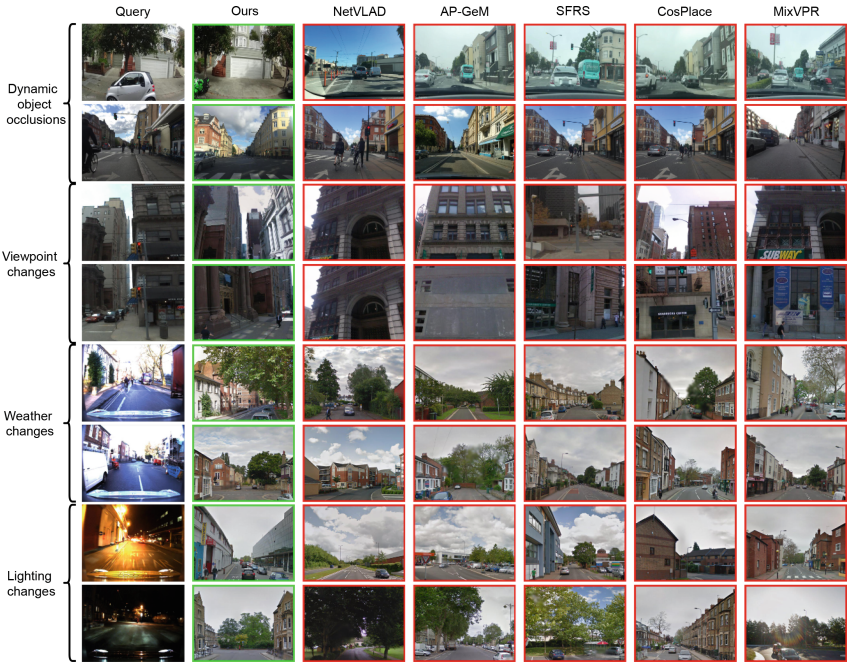 Query Ours NetVLAD AP-GeM SFRS CosPlace MixVPR
Dynamic
object
occlusions
Viewpoint
changes
SUBWAY
Weather
changes
Lighting
changes